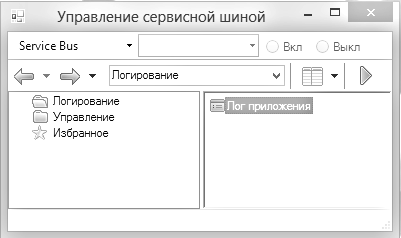 Управление сервисной шиной
Service Bus Вкл Выкл
Логирование
Логирование
Управление
Избранное
Лог приложения